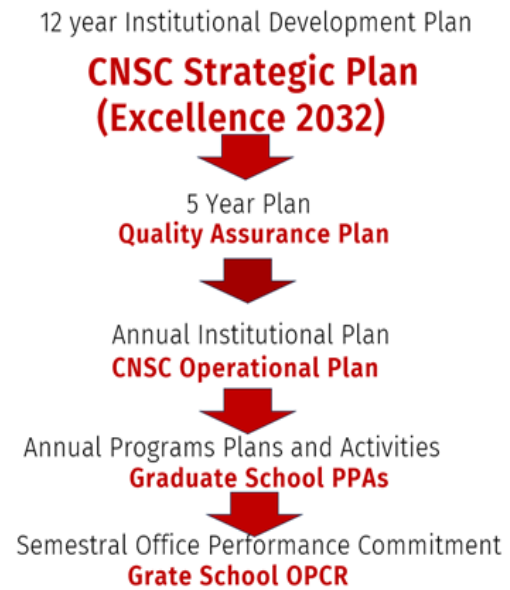 12 year Institutional Development Plan
CNSC Strategic Plan
(Excellence 2032)
5 Year Plan
Quality Assurance Plan
Annual Institutional Plan
CNSC Operational Plan
Annual Programs Plans and Activities
Graduate School PPAs
Semestral Office Performance Commitment
Grate School OPCR